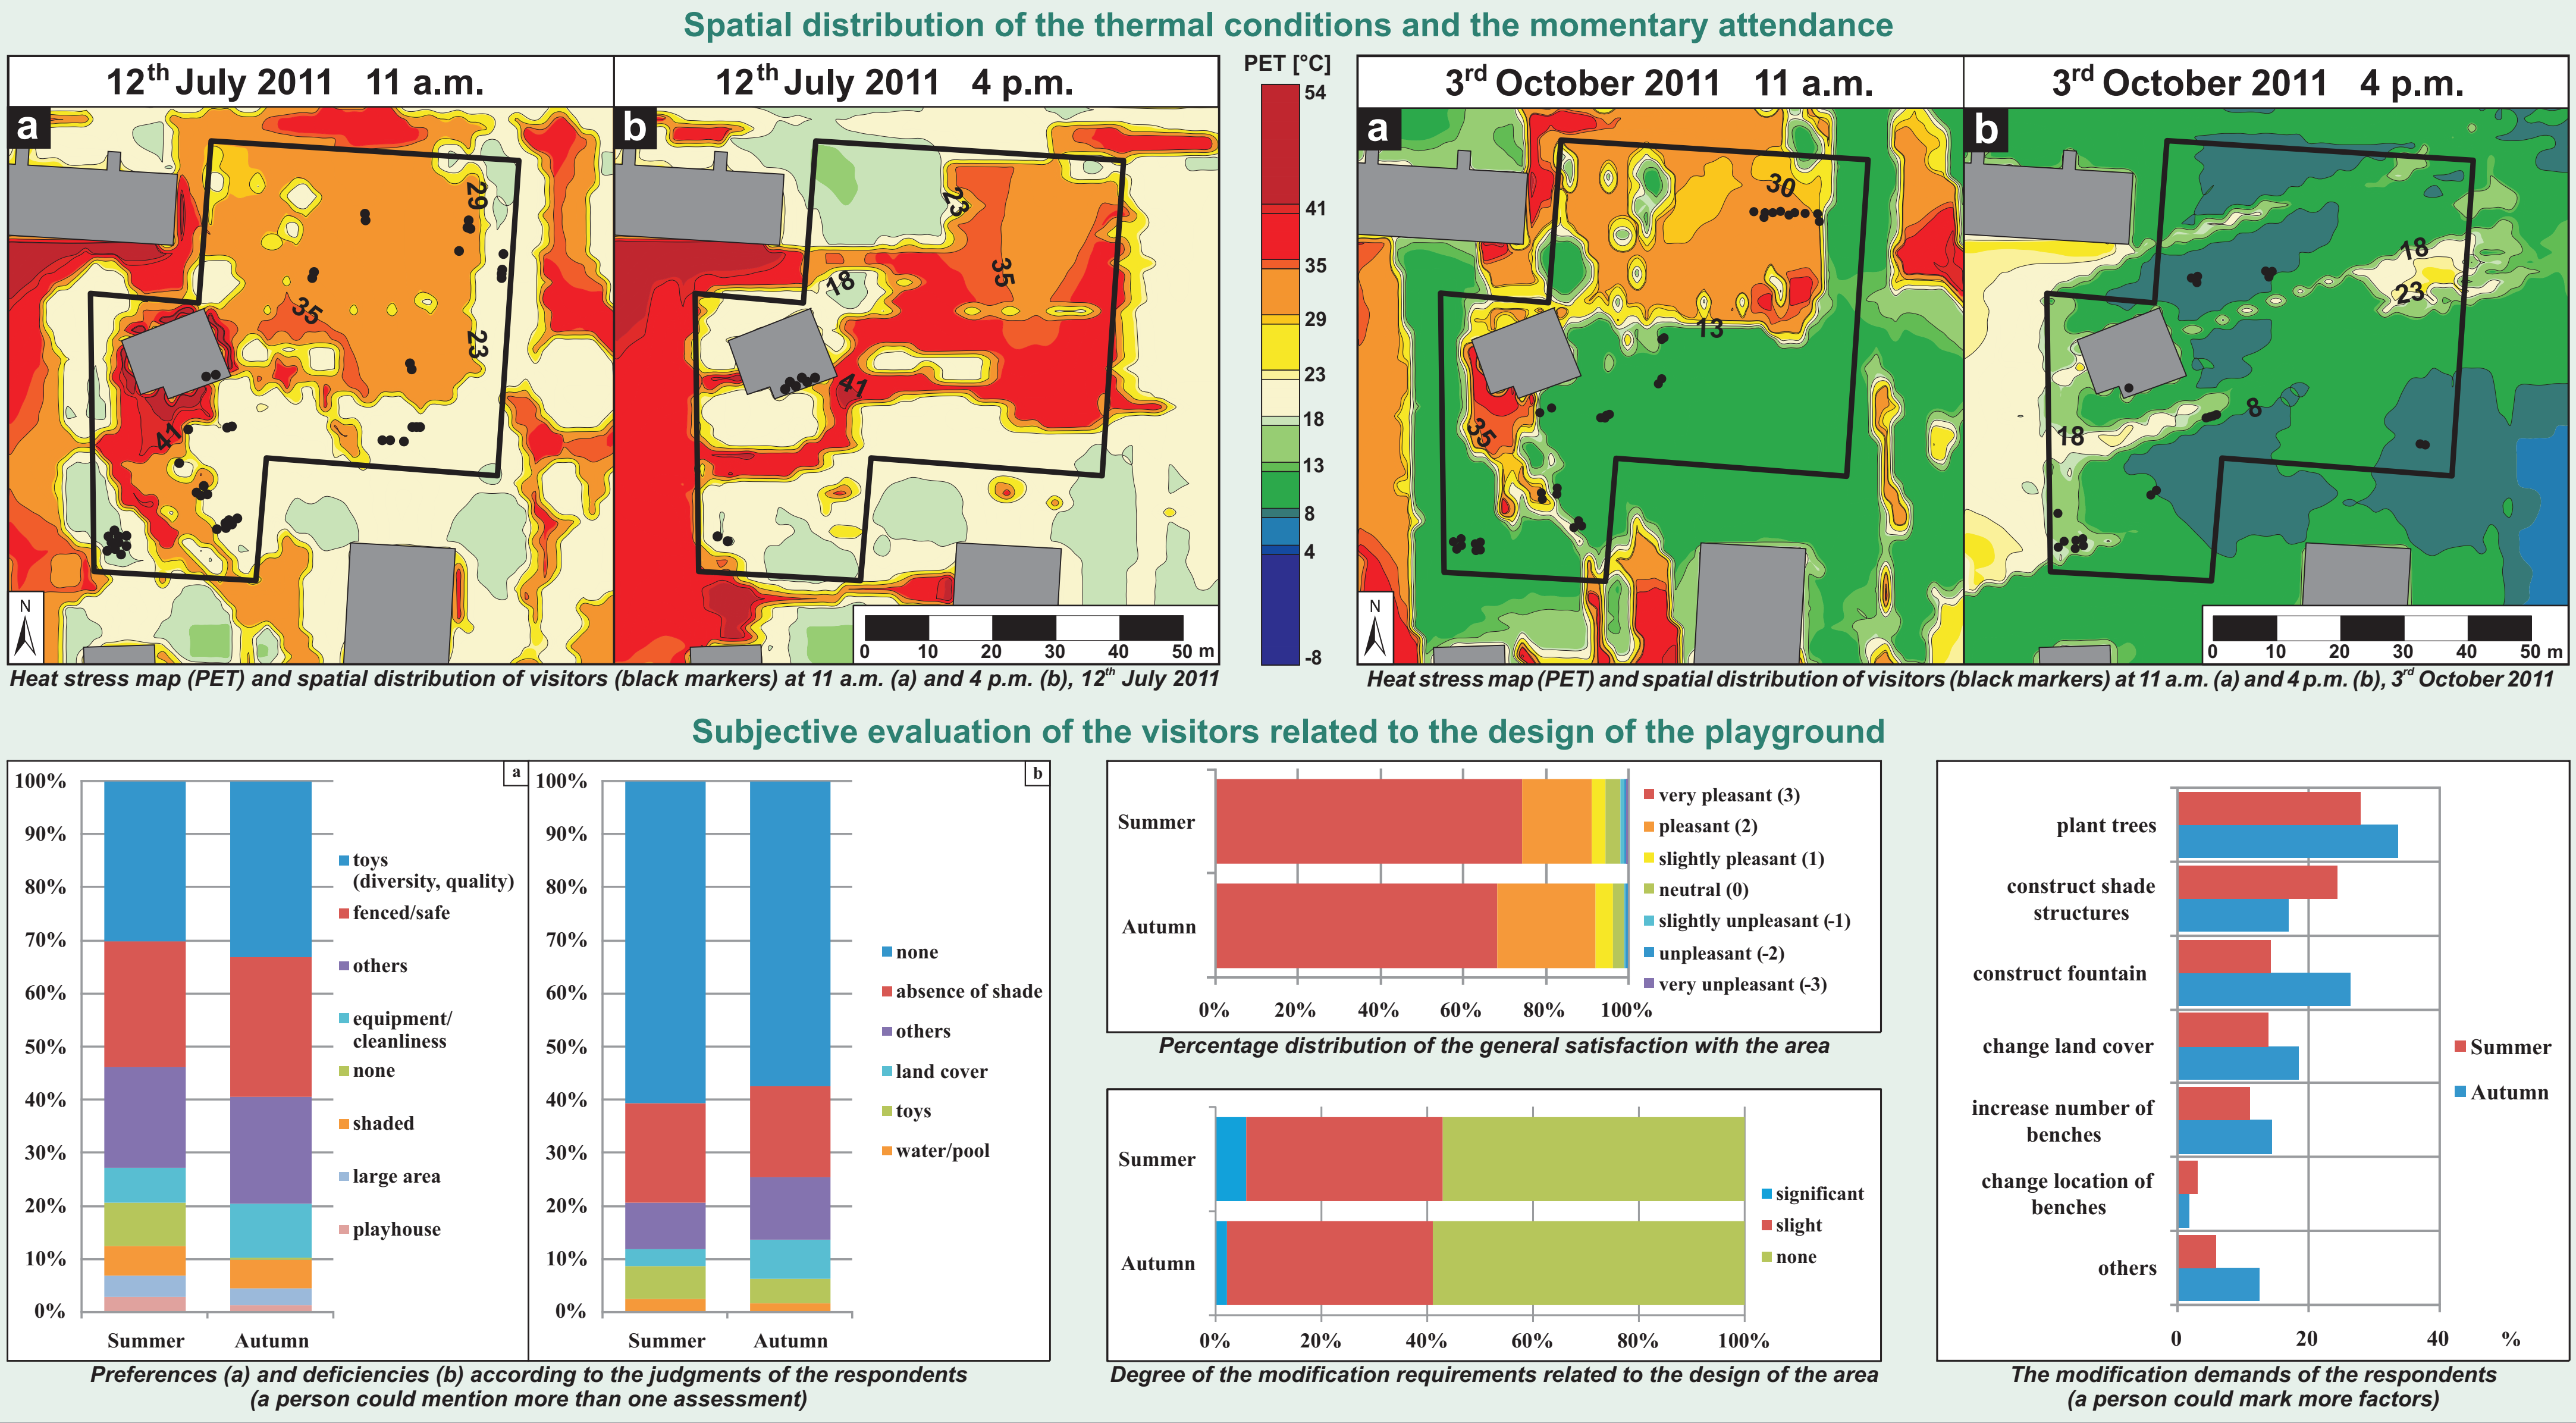 Spatial distribution of the thermal conditions and the momentary attendance
12th July 2011 11 a.m.
12th July 2011 4 p.m.
PET [°C]
3rd October 2011 11 a.m.
3rd October 2011 4 p.m.
a
29
35
23
41
N
b
23
18
35
41
0 10 20 30 40 50 m
54
41
35
29
23
18
13
8
4
-8
a
30
13
35
N
b
18
23
8
18
0 10 20 30 40 50 m
Heat stress map (PET) and spatial distribution of visitors (black markers) at 11 a.m. (a) and 4 p.m. (b), 12th July 2011
Heat stress map (PET) and spatial distribution of visitors (black markers) at 11 a.m. (a) and 4 p.m. (b), 3rd October 2011
Subjective evaluation of the visitors related to the design of the playground
a
100%
90%
80%
70%
60%
50%
40%
30%
20%
10%
0%
Summer Autumn
toys
(diversity, quality)
fenced/safe
others
equipment/
cleanliness
none
shaded
large area
playhouse
b
100%
90%
80%
70%
60%
50%
40%
30%
20%
10%
0%
Summer Autumn
none
absence of shade
others
land cover
toys
water/pool
Preferences (a) and deficiencies (b) according to the judgments of the respondents
(a person could mention more than one assessment)
Summer
Autumn
0% 20% 40% 60% 80% 100%
very pleasant (3)
pleasant (2)
slightly pleasant (1)
neutral (0)
slightly unpleasant (-1)
unpleasant (-2)
very unpleasant (-3)
Percentage distribution of the general satisfaction with the area
Summer
Autumn
0% 20% 40% 60% 80% 100%
significant
slight
none
Degree of the modification requirements related to the design of the area
plant trees
construct shade
structures
construct fountain
change land cover
increase number of
benches
change location of
benches
others
0 20 40 %
Summer
Autumn
The modification demands of the respondents
(a person could mark more factors)